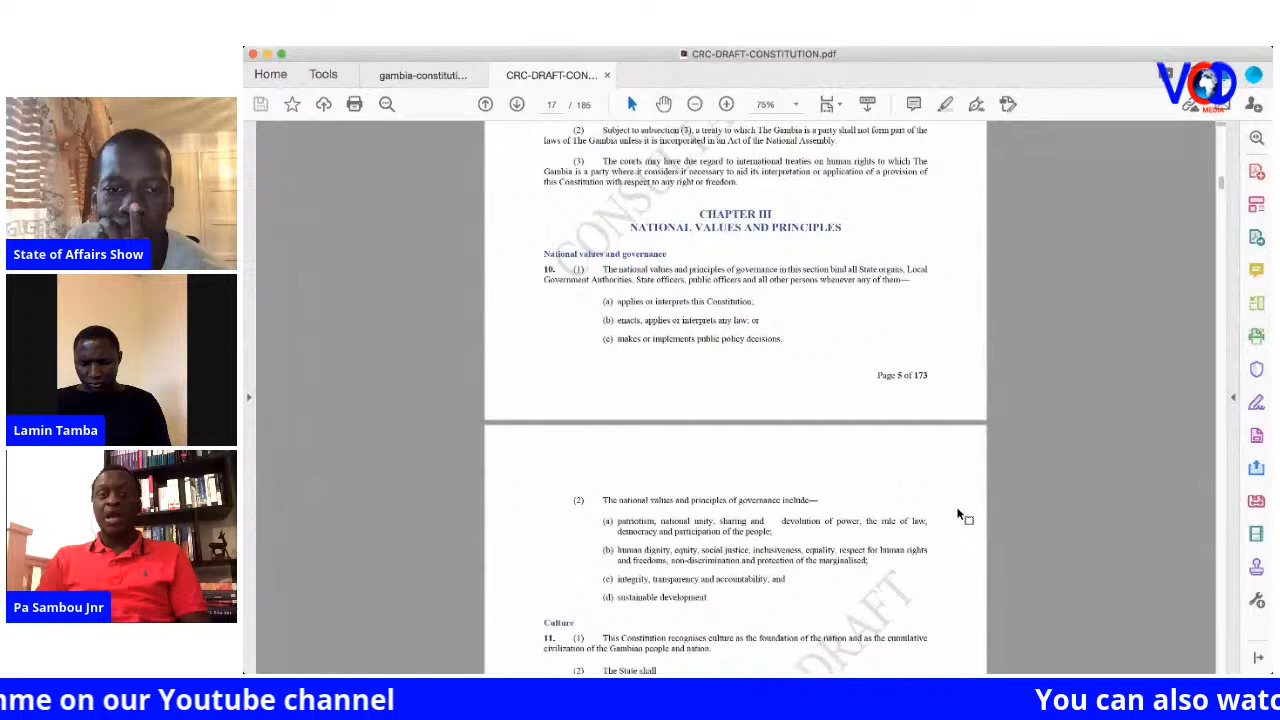 CRC-DRAFT-CONSTITUTION.pdf
Home
Tools
gambia-constituti...
CRC-DRAFT-CON...
17 / 185
75%
VOD
MEDIA
(2) Subject to subsection (3), a treaty to which The Gambia is a party shall not form part of the
laws of The Gambia unless it is incorporated in an Act of the National Assembly.
(3) The courts may have due regard to international treaties on human rights to which The
Gambia is a party where it considers it necessary to aid its interpretation or application of a provision of
this Constitution with respect to any right or freedom.
CHAPTER III
NATIONAL VALUES AND PRINCIPLES
National values and governance
10. (1) The national values and principles of governance in this section bind all State organs, Local
Government Authorities, State officers, public officers and all other persons whenever any of them—
(a) applies or interprets this Constitution;
(b) enacts, applies or interprets any law; or
(c) makes or implements public policy decisions.
Page 5 of 173
(2) The national values and principles of governance include—
(a) patriotism, national unity, sharing and devolution of power, the rule of law,
democracy and participation of the people;
(b) human dignity, equity, social justice, inclusiveness, equality, respect for human rights
and freedoms, non-discrimination and protection of the marginalised;
(c) integrity, transparency and accountability, and
(d) sustainable development
Culture
11. (1) This Constitution recognises culture as the foundation of the nation and as the cumulative
civilization of the Gambian people and nation.
(2) The State shall
DRAFT
State of Affairs Show
Lamin Tamba
Pa Sambou Jnr
mme on our Youtube channel
You can also watc